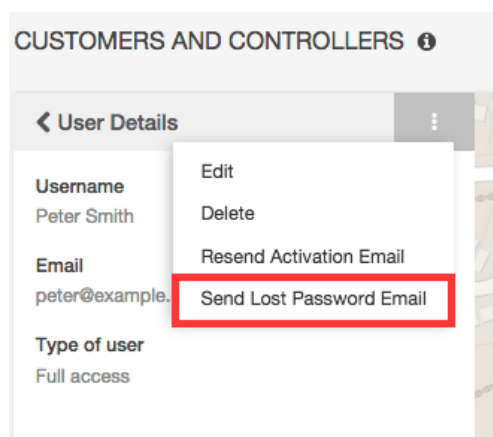 CUSTOMERS AND CONTROLLERS
User Details
Edit
Username
Peter Smith
Delete
Resend Activation Email
Email
peter@example.
Send Lost Password Email
Type of user
Full access